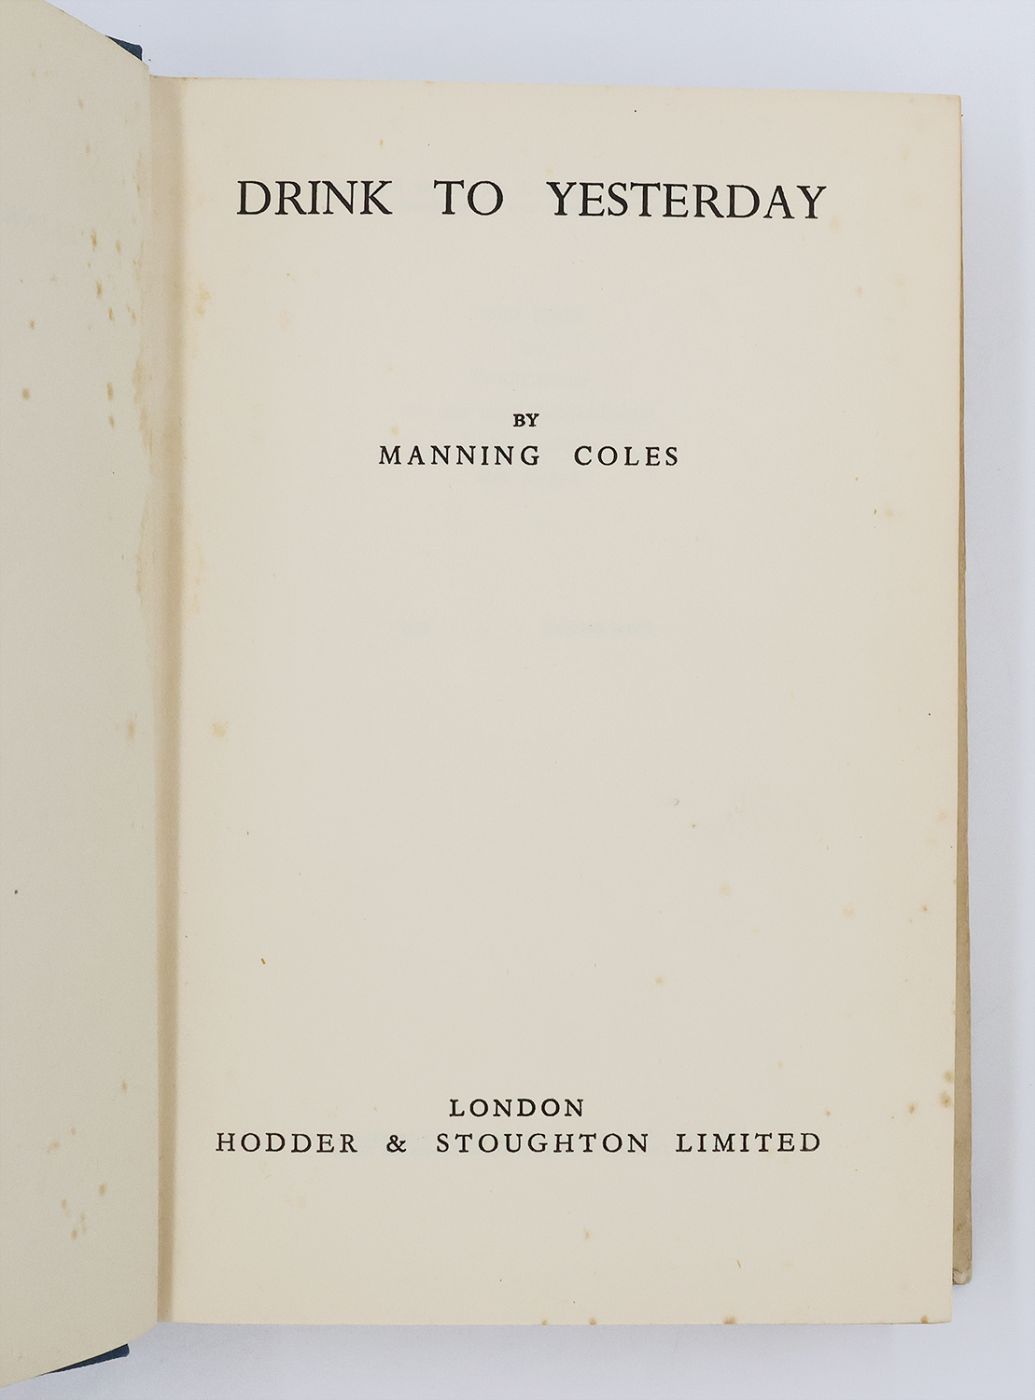 DRINK TO YESTERDAY
BY
MANNING COLES
LONDON
HODDER & STOUGHTON LIMITED